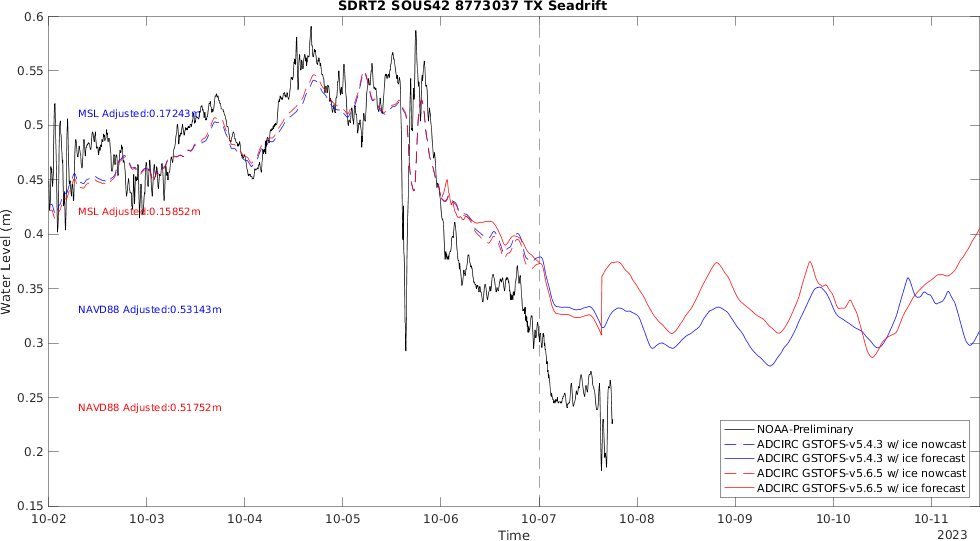 SDRT2 SOUS42 8773037 TX Seadrift
0.6
0.55
0.5
0.45
0.4
0.35
0.3
0.25
0.2
0.15
Water Level (m)
MSL Adjusted:0.17243m
MSL Adjusted:0.15852m
NAVD88 Adjusted:0.53143m
NAVD88 Adjusted:0.51752m
NOAA-Preliminary
ADCIRC GSTOFS-v5.4.3 w/ ice nowcast
ADCIRC GSTOFS-v5.4.3 w/ ice forecast
ADCIRC GSTOFS-v5.6.5 w/ ice nowcast
ADCIRC GSTOFS-v5.6.5 w/ ice forecast
10-02 10-03 10-04 10-05 10-06 10-07 10-08 10-09 10-10 10-11
Time
2023